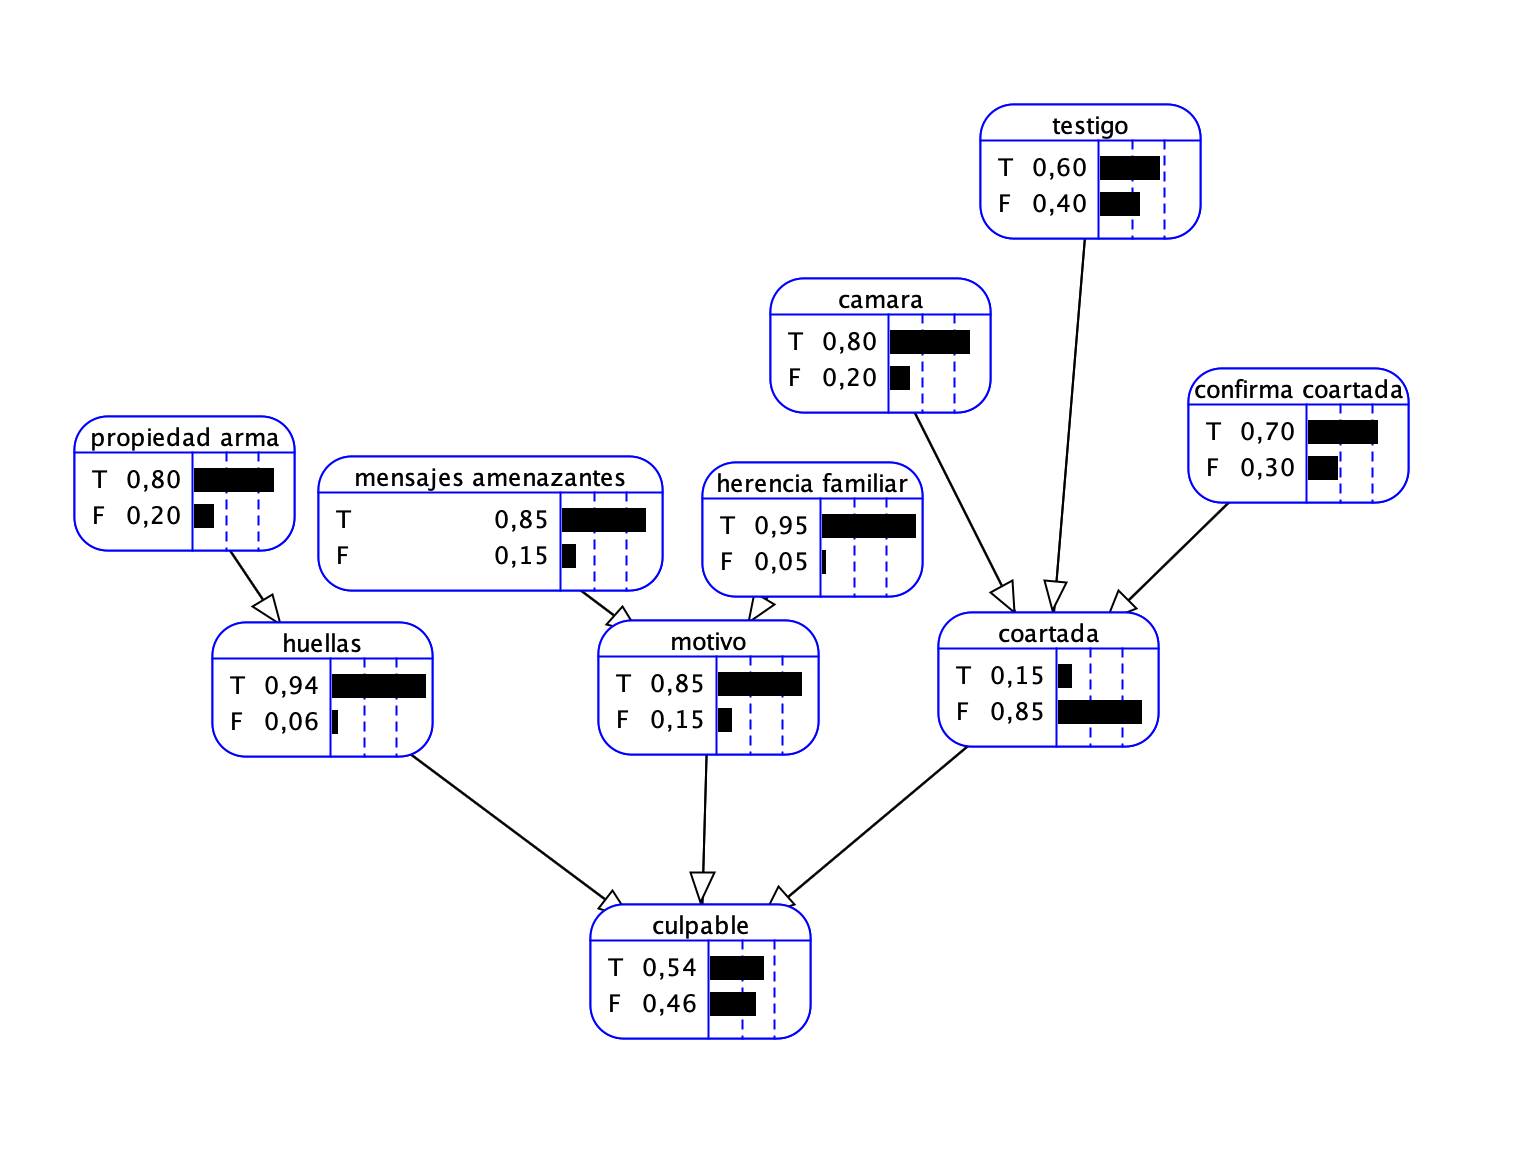 testigo
T 0,60
F 0,40
camara
T 0,80
F 0,20
confirma coartada
T 0,70
F 0,30
propiedad arma
T 0,80
F 0,20
mensajes amenazantes
T 0,85
F 0,15
herencia familiar
T 0,95
F 0,05
huellas
T 0,94
F 0,06
motivo
T 0,85
F 0,15
coartada
T 0,15
F 0,85
culpable
T 0,54
F 0,46